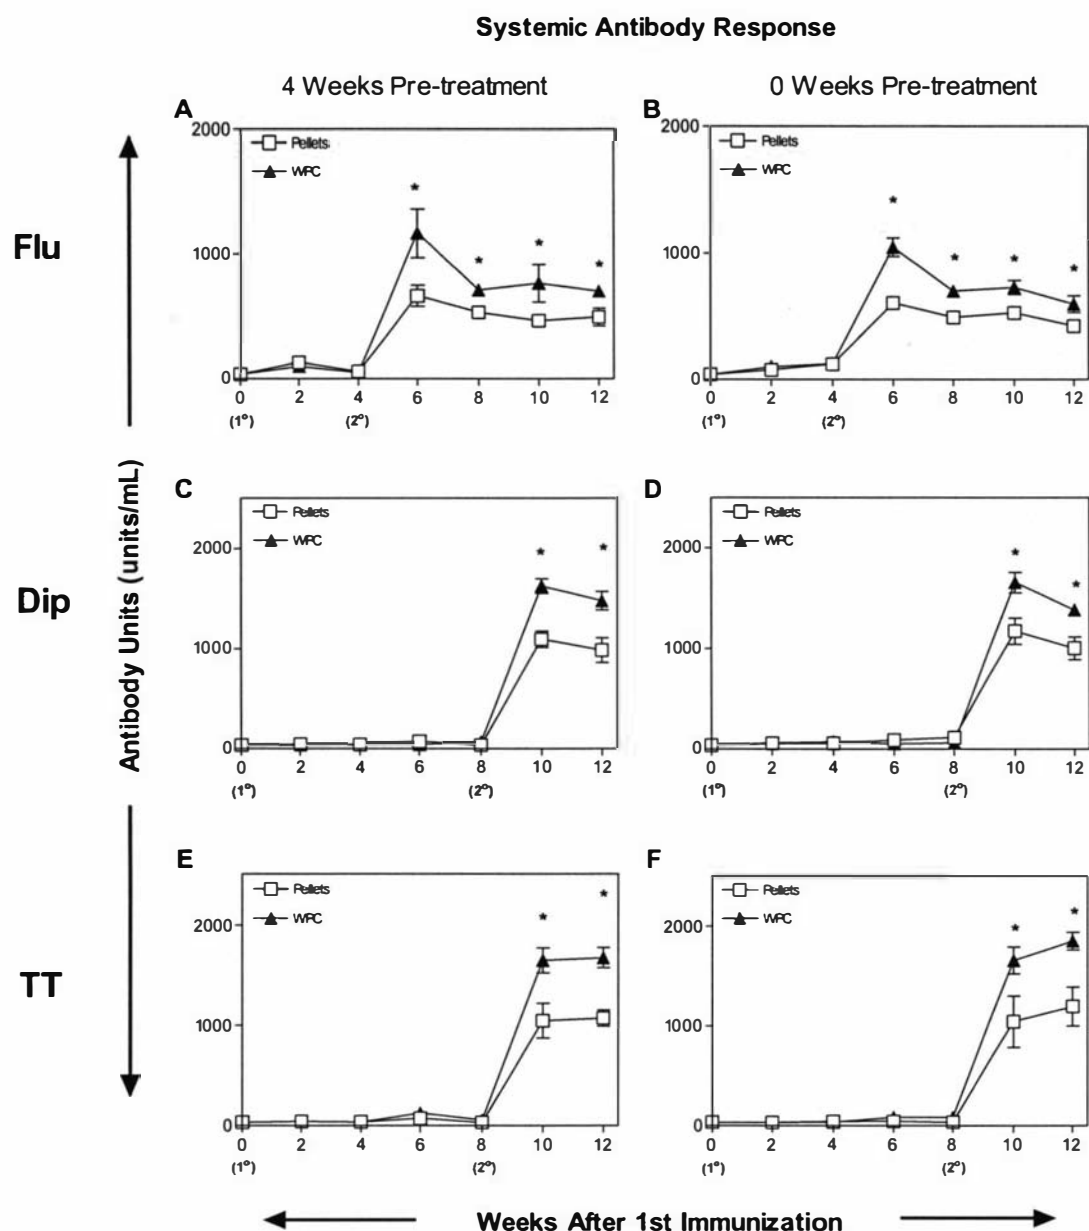 Systemic Antibody Response
4 Weeks Pre-treatment
0 Weeks Pre-treatment
Flu
Dip
TT
Antibody Units (units/mL)
A
Pellets
WPC
2000
1000
0
* * * *
0 2 4 6 8 10 12
(1°) (2°)
B
Pellets
WPC
2000
1000
0
* * * *
0 2 4 6 8 10 12
(1°) (2°)
C
Pellets
WPC
2000
1000
0
* *
0 2 4 6 8 10 12
(1°) (2°)
D
Pellets
WPC
2000
1000
0
* *
0 2 4 6 8 10 12
(1°) (2°)
E
Pellets
WPC
2000
1000
0
* *
0 2 4 6 8 10 12
(1°) (2°)
F
Pellets
WPC
2000
1000
0
* *
0 2 4 6 8 10 12
(1°) (2°)
Weeks After 1st Immunization